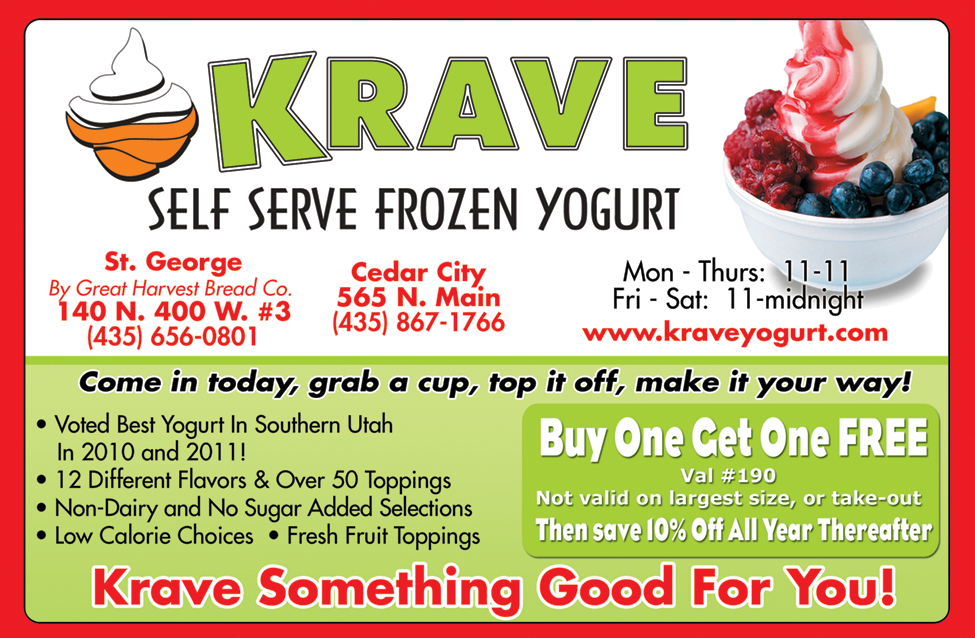 KRAVE
SELF SERVE FROZEN YOGURT
St. George
By Great Harvest Bread Co.
140 N. 400 W. #3
(435) 656-0801
Cedar City
565 N. Main
(435) 867-1766
Mon - Thurs: 11-11
Fri - Sat: 11-midnight
www.kraveyogurt.com
Come in today, grab a cup, top it off, make it your way!
• Voted Best Yogurt In Southern Utah
In 2010 and 2011!
• 12 Different Flavors & Over 50 Toppings
• Non-Dairy and No Sugar Added Selections
• Low Calorie Choices • Fresh Fruit Toppings
Buy One Get One FREE
Val #190
Not valid on largest size, or take-out
Then save 10% Off All Year Thereafter
Krave Something Good For You!